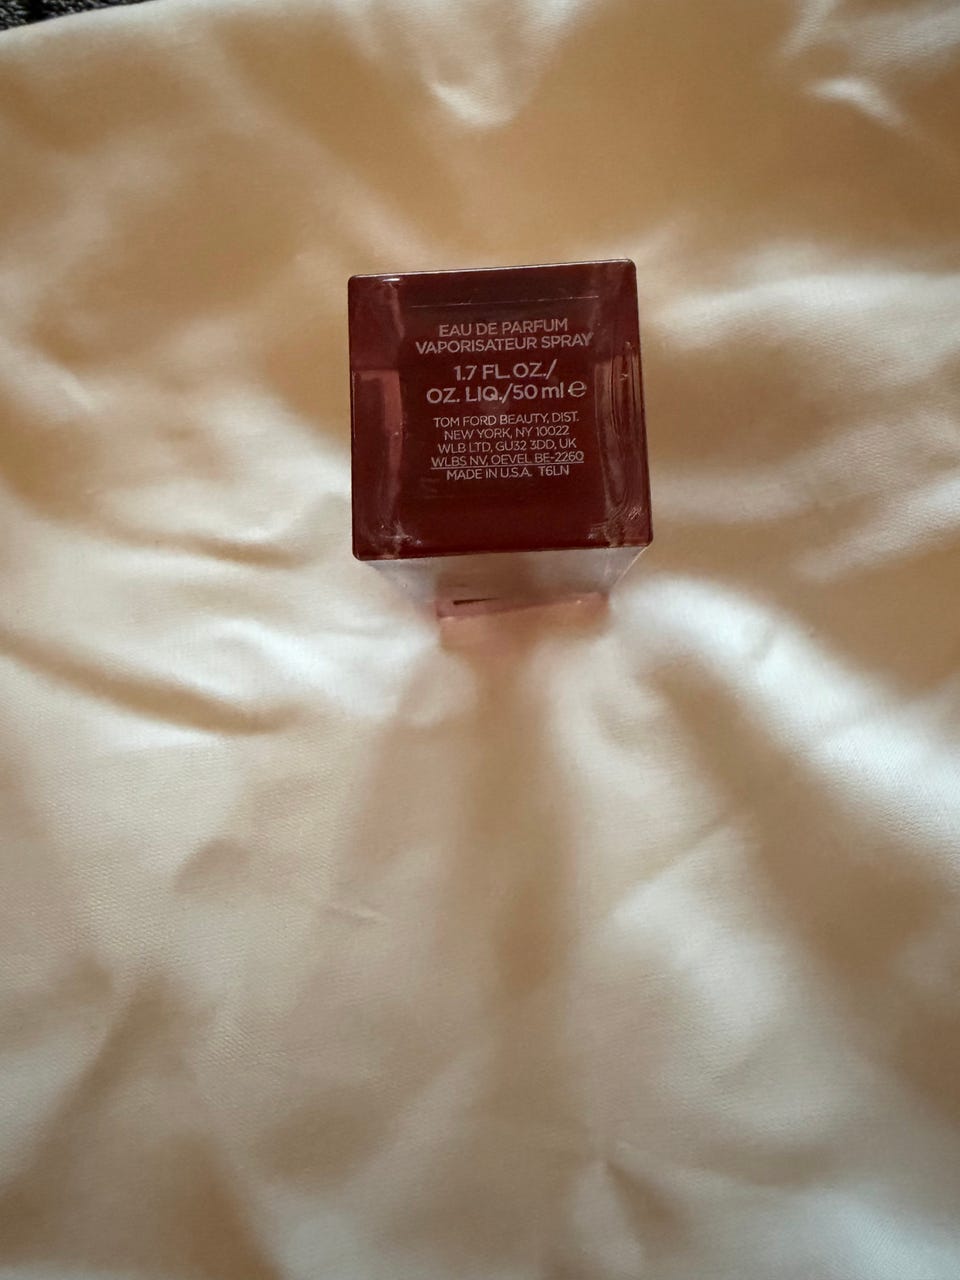 EAU DE PARFUM
VAPORISATEUR SPRAY
1.7 FL.OZ./
OZ. LIQ./50 ml ℮
TOM FORD BEAUTY, DIST.
NEW YORK, NY 10022
WLB LTD, GU32 3DD, UK
WLBS NV, OEVEL BE-2260
MADE IN U.S.A. T6LN